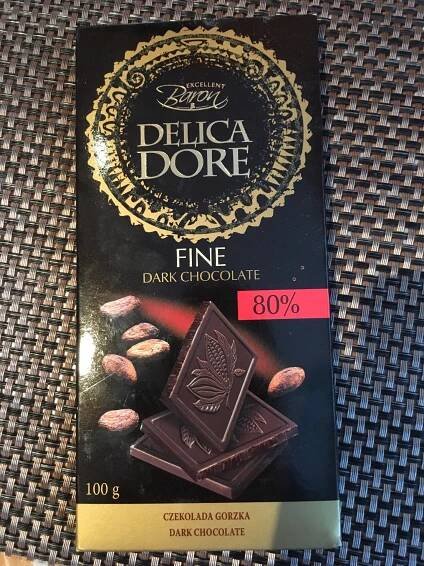 EXCELLENT
Baron
DELICA
DORE
FINE
DARK CHOCOLATE
80%
100 g
CZEKOLADA GORZKA
DARK CHOCOLATE